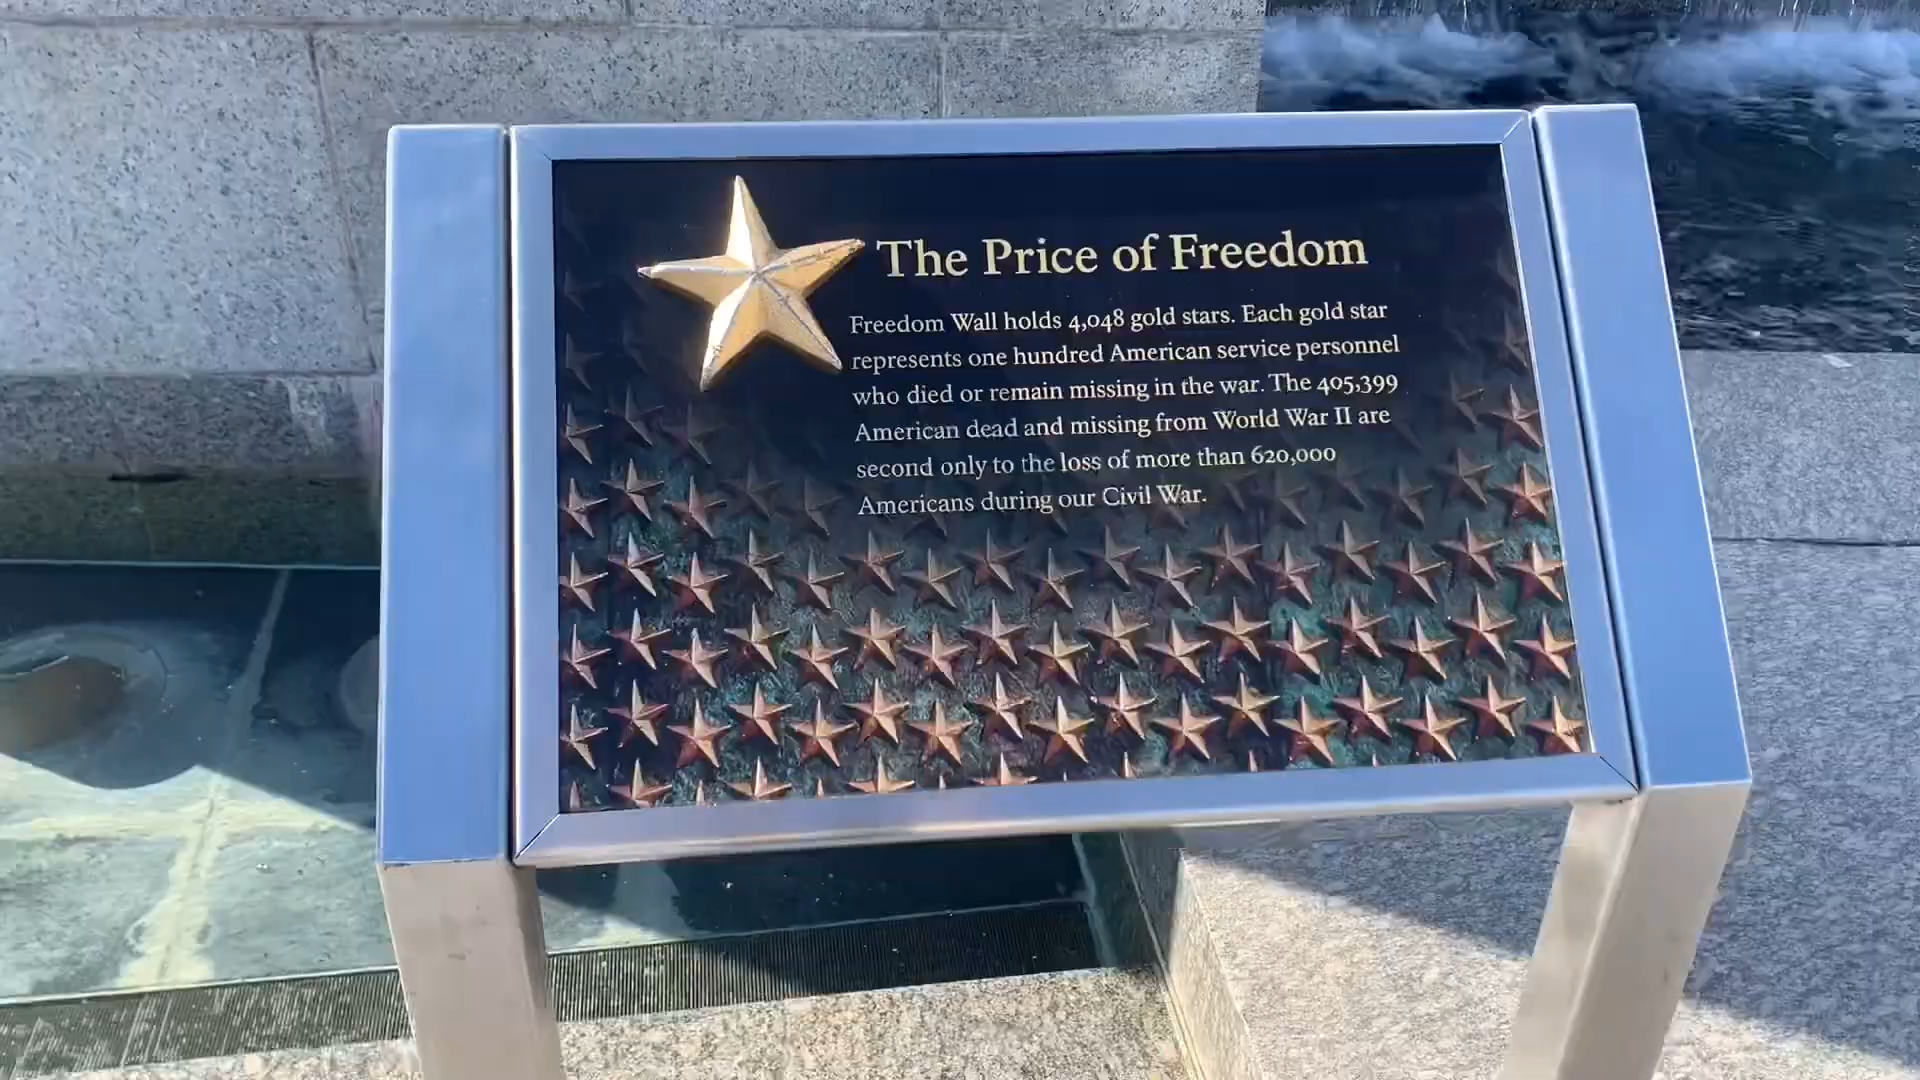 The Price of Freedom
Freedom Wall holds 4,048 gold stars. Each gold star
represents one hundred American service personnel
who died or remain missing in the war. The 405,399
American dead and missing from World War II are
second only to the loss of more than 620,000
Americans during our Civil War.